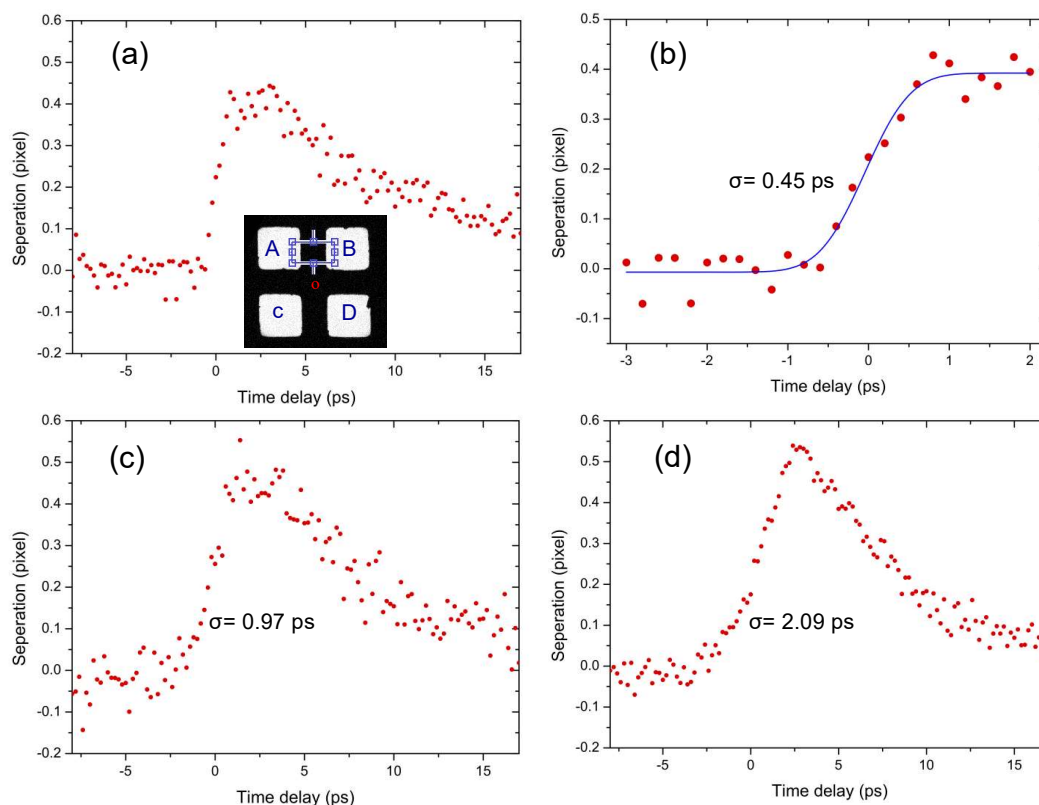 (a)
0.6
0.5
0.4
0.3
0.2
0.1
0.0
-0.1
-0.2
Seperation (pixel)
A
B
o
c
D
-5 0 5 10 15
Time delay (ps)
(b)
0.5
0.4
0.3
0.2
0.1
0.0
-0.1
Seperation (pixel)
σ= 0.45 ps
-3 -2 -1 0 1 2
Time delay (ps)
(c)
0.6
0.5
0.4
0.3
0.2
0.1
0.0
-0.1
-0.2
Seperation (pixel)
σ= 0.97 ps
-5 0 5 10 15
Time delay (ps)
(d)
0.6
0.5
0.4
0.3
0.2
0.1
0.0
-0.1
-0.2
Seperation (pixel)
σ= 2.09 ps
-5 0 5 10 15
Time delay (ps)